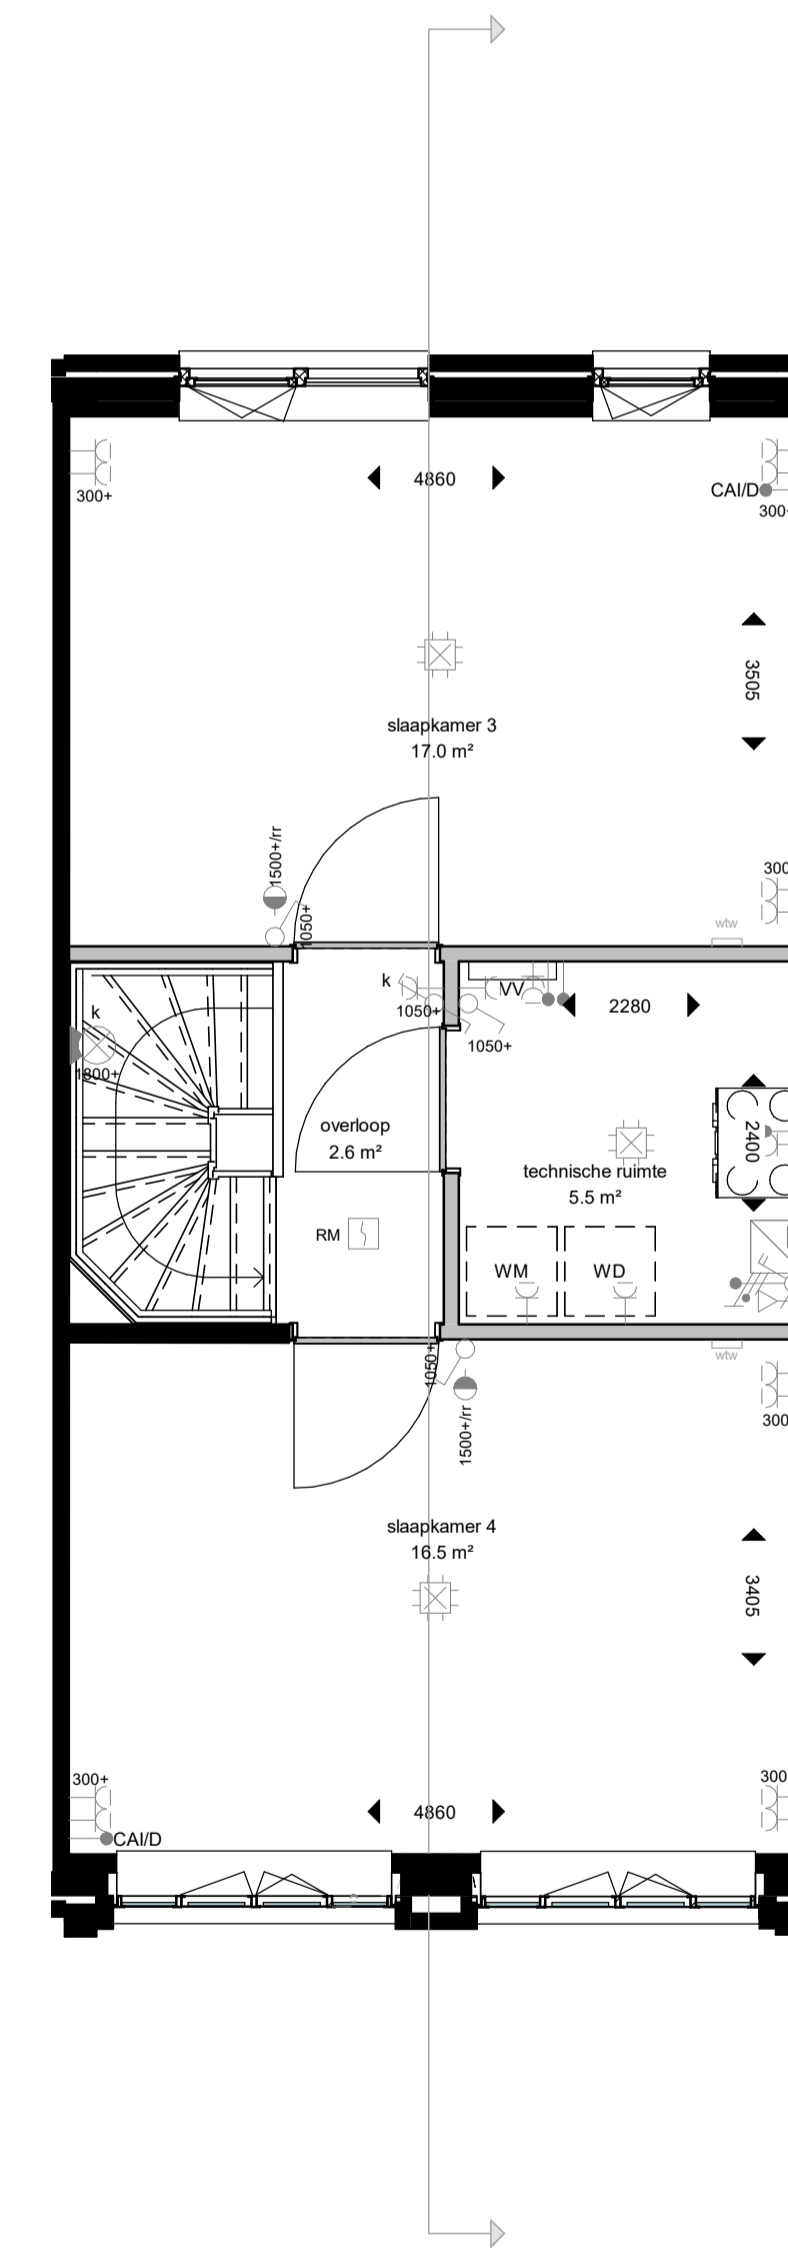 4860
300+
CAI/D
300+
3505
slaapkamer 3
17.0 m²
1500+/rr
1050+
300
wtw
k
VV
1050+
1050+
2280
k
1800+
overloop
2.6 m²
2400
technische ruimte
5.5 m²
RM
WM
WD
wtw
1050+
1500+/rr
300
slaapkamer 4
16.5 m²
3405
300+
CAI/D
4860
300